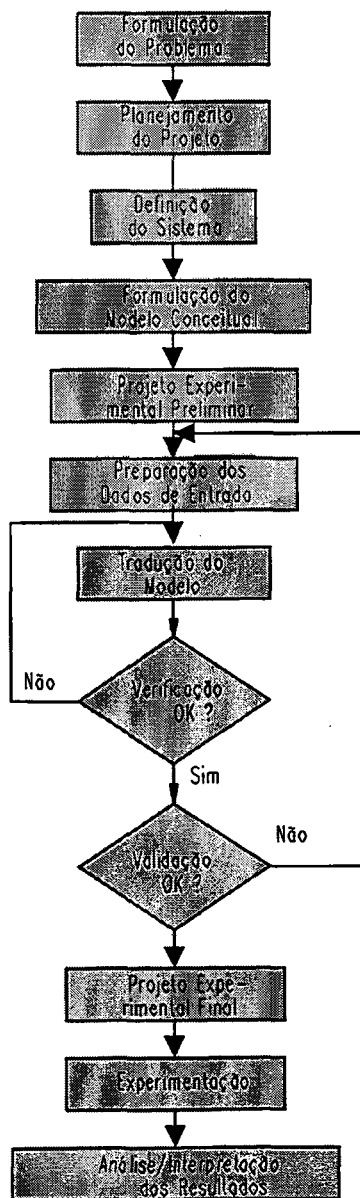 Formulação
do Problema
Planejamento
do Projeto
Definição
do Sistema
Formulação do
Modelo Conceitual
Projeto Experi-
mental Preliminar
Preparação dos
Dados de Entrada
Tradução do
Modelo
Verificação
OK ?
Não
Sim
Validação
OK ?
Não
Projeto Expe-
rimental Final
Experimentação
Análise/Interpretação
dos Resultados